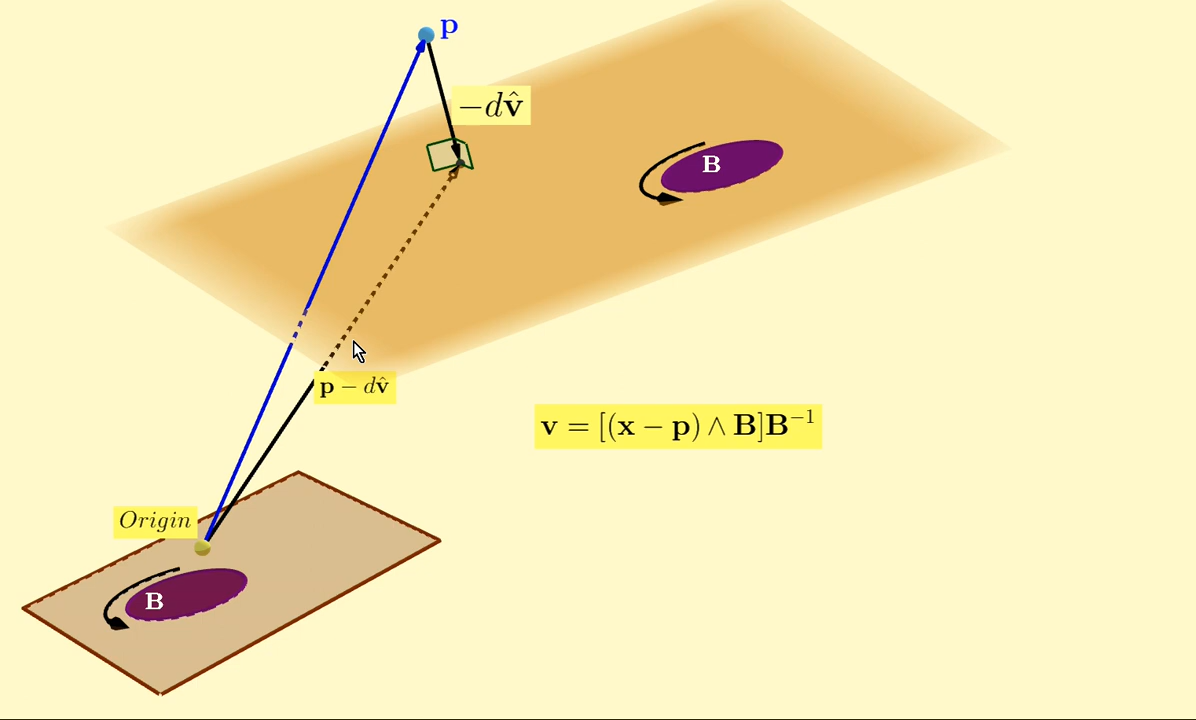 p
−dv̂
B
p − dv̂
v = [(x − p) ∧ B]B⁻¹
Origin
B